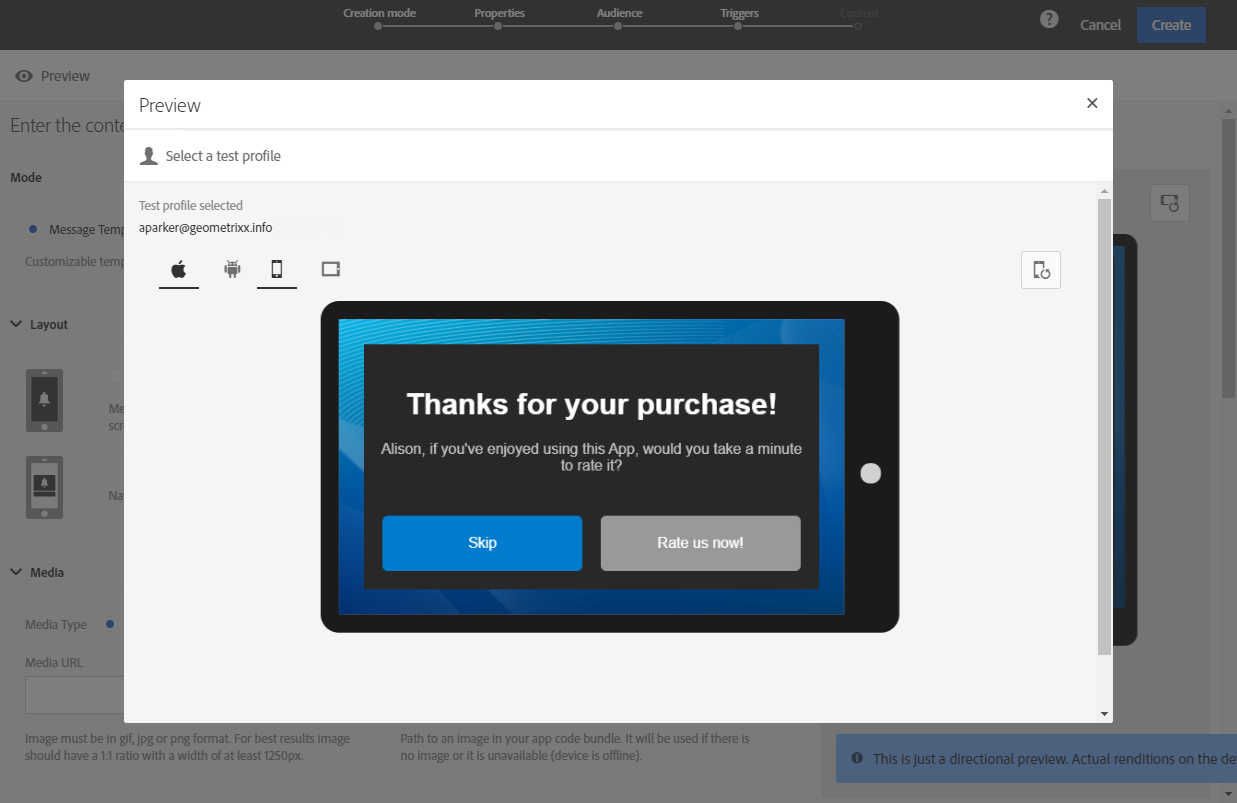 Creation mode
Properties
Audience
Triggers
Content
?
Cancel
Create
Preview
Enter the conte
Preview
Select a test profile
Test profile selected
aparker@geometrixx.info
Mode
Message Temp
Customizable temp
Layout
Me
scr
Na
Thanks for your purchase!
Alison, if you've enjoyed using this App, would you take a minute
to rate it?
Skip
Rate us now!
Media
Media Type
Media URL
Image must be in gif, jpg or png format. For best results image
should have a 1:1 ratio with a width of at least 1250px.
Path to an image in your app code bundle. It will be used if there is
no image or it is unavailable (device is offline).
This is just a directional preview. Actual renditions on the de